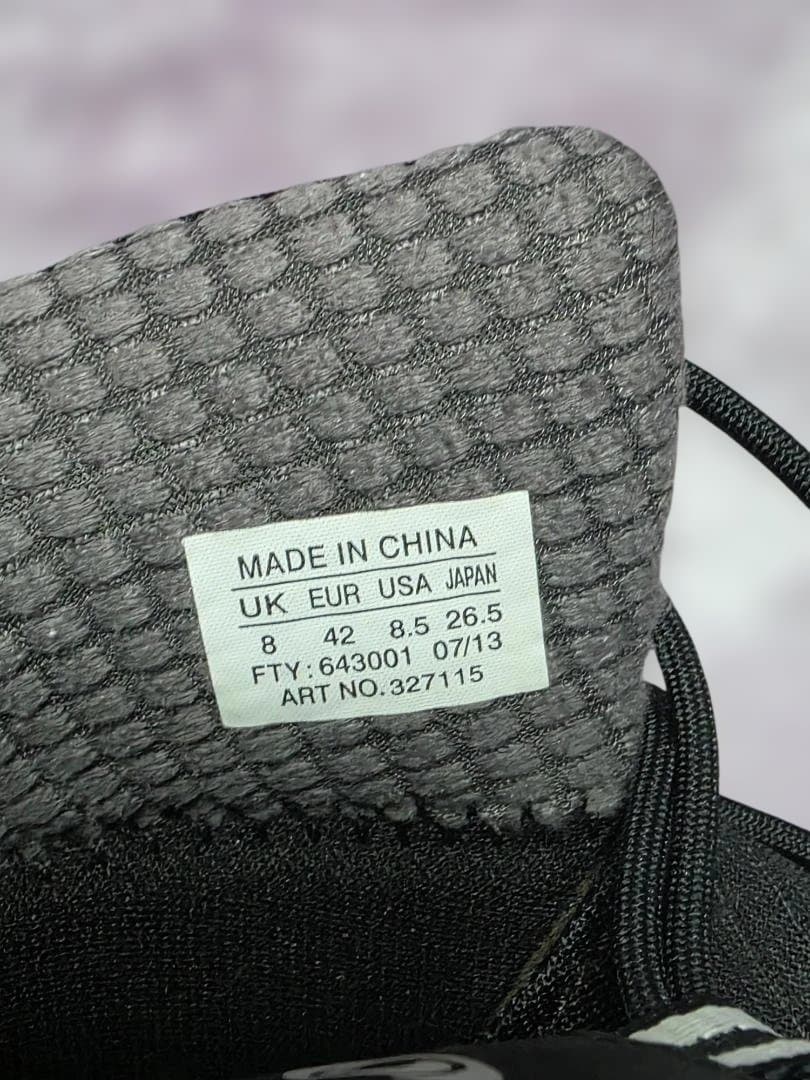 MADE IN CHINA
UK EUR USA JAPAN
8 42 8.5 26.5
FTY: 643001 07/13
ART NO. 327115